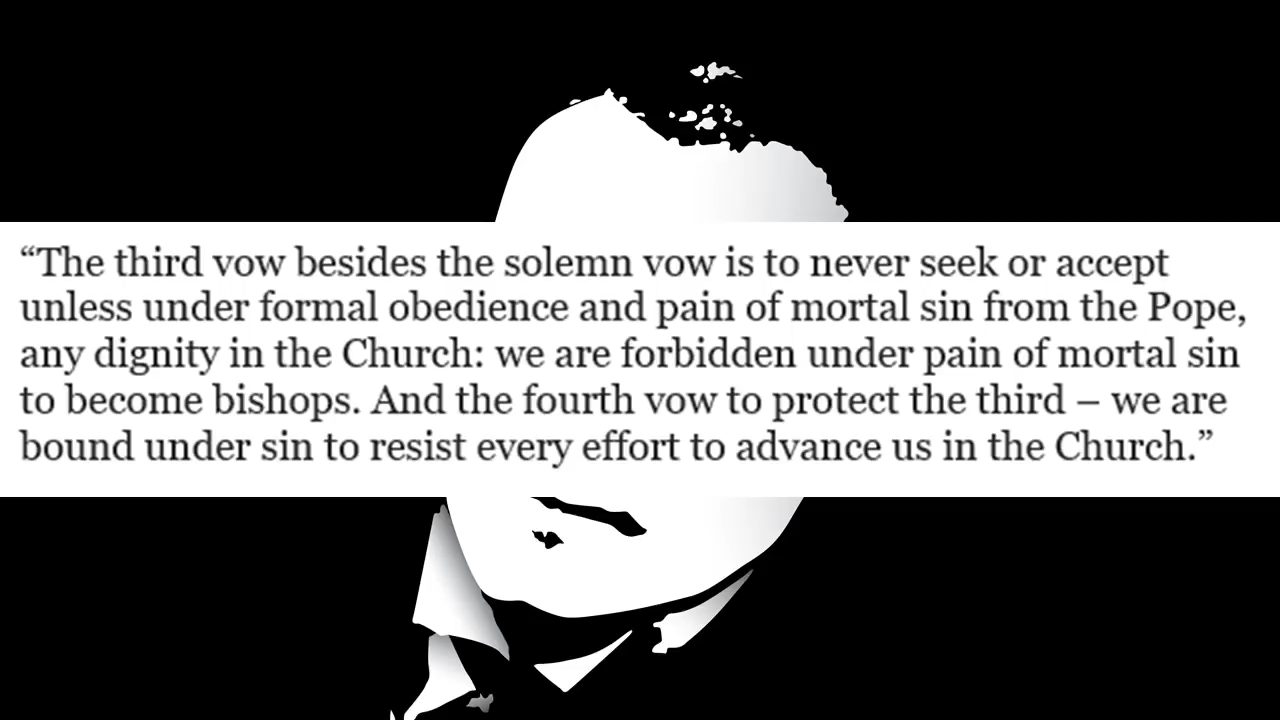 “The third vow besides the solemn vow is to never seek or accept
unless under formal obedience and pain of mortal sin from the Pope,
any dignity in the Church: we are forbidden under pain of mortal sin
to become bishops. And the fourth vow to protect the third – we are
bound under sin to resist every effort to advance us in the Church.”